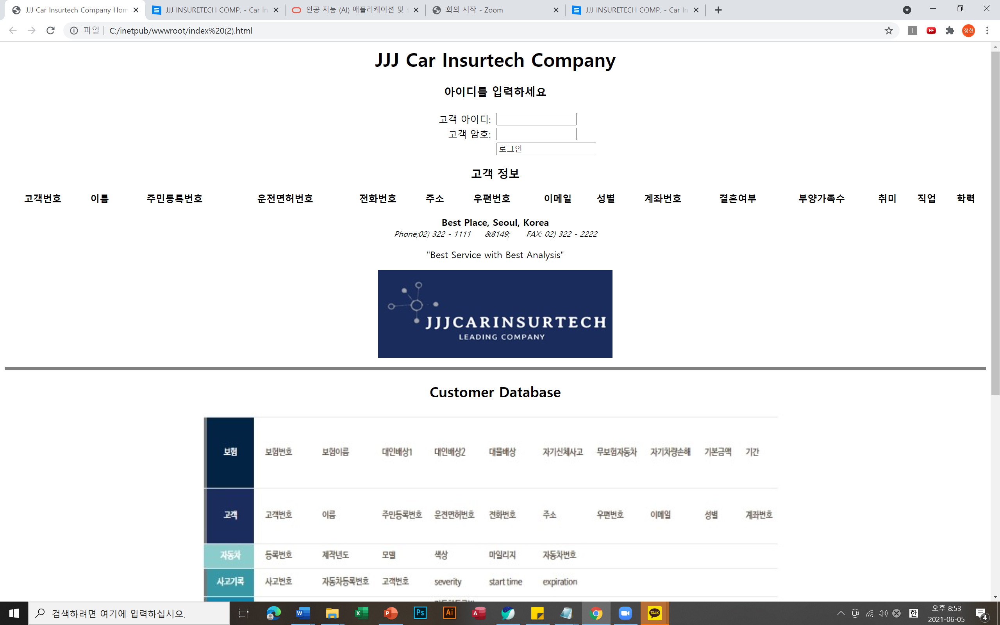 JJJ Car Insurtech Company Hom
JJJ INSURETECH COMP. - Car In
인공 지능 (AI) 애플리케이션 및
회의 시작 - Zoom
JJJ INSURETECH COMP. - Car In
파일 C:/inetpub/wwwroot/index%20(2).html
정현
JJJ Car Insurtech Company
아이디를 입력하세요
고객 아이디:
고객 암호:
로그인
고객 정보
고객번호 이름 주민등록번호 운전면허번호 전화번호 주소 우편번호 이메일 성별 계좌번호 결혼여부 부양가족수 취미 직업 학력
Best Place, Seoul, Korea
Phone;02) 322 - 1111 &8149; FAX: 02) 322 - 2222
"Best Service with Best Analysis"
JJJCARINSURTECH
LEADING COMPANY
Customer Database
보험 보험번호 보험이름 대인배상1 대인배상2 대물배상 자기신체사고 무보험자동차 자기차량손해 기본금액 기간
고객 고객번호 이름 주민등록번호 운전면허번호 전화번호 주소 우편번호 이메일 성별 계좌번호
자동차 등록번호 제작년도 모델 색상 마일리지 자동차번호
사고기록 사고번호 자동차등록번호 고객번호 severity start time expiration
검색하려면 여기에 입력하십시오.
W X P Ps Ai A TALK
한
오후 8:53
2021-06-05
4